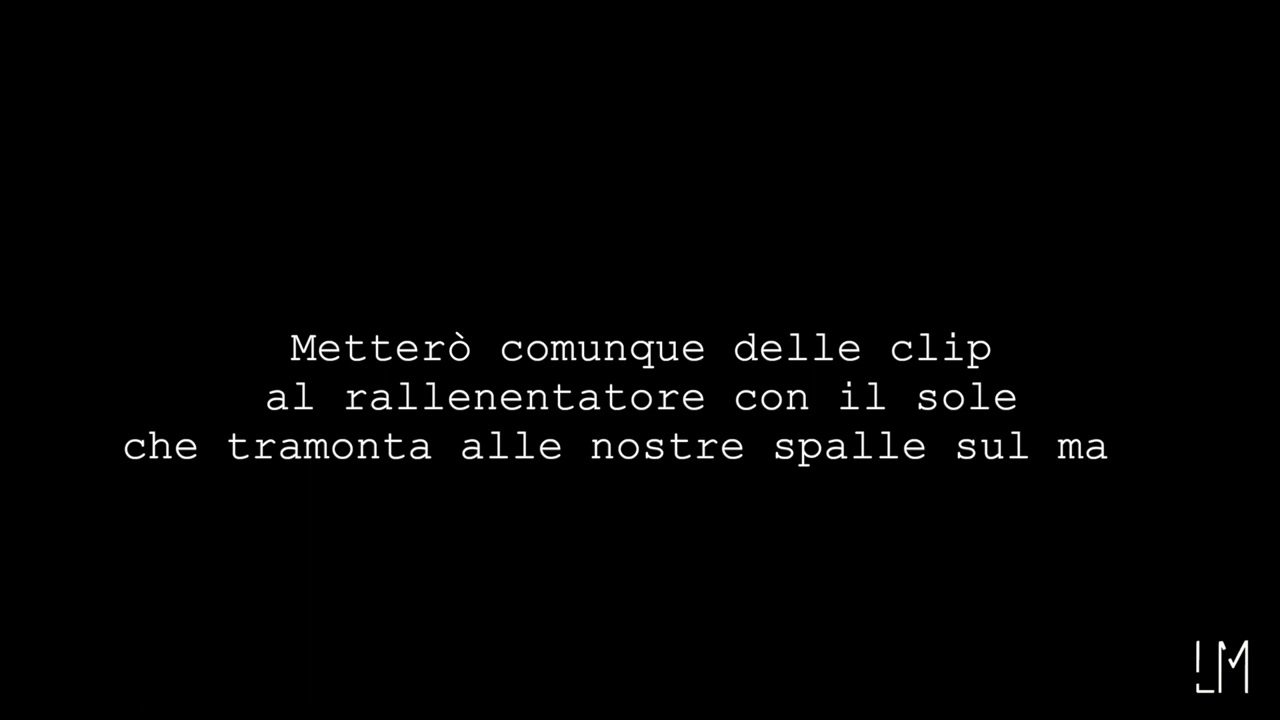 Metterò comunque delle clip
al rallenentatore con il sole
che tramonta alle nostre spalle sul ma
LM